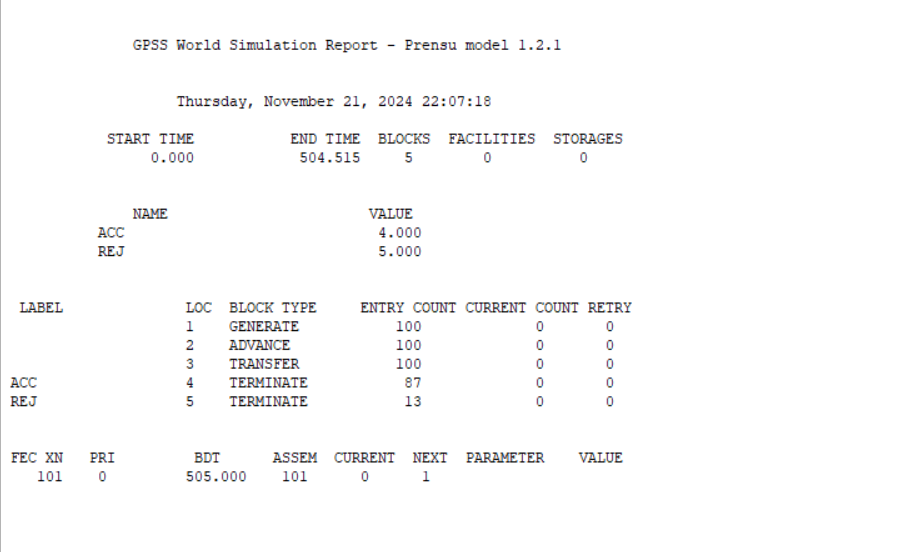 GPSS World Simulation Report - Prensu model 1.2.1
Thursday, November 21, 2024 22:07:18
START TIME END TIME BLOCKS FACILITIES STORAGES
0.000 504.515 5 0 0
NAME VALUE
ACC 4.000
REJ 5.000
LABEL LOC BLOCK TYPE ENTRY COUNT CURRENT COUNT RETRY
1 GENERATE 100 0 0
2 ADVANCE 100 0 0
3 TRANSFER 100 0 0
ACC 4 TERMINATE 87 0 0
REJ 5 TERMINATE 13 0 0
FEC XN PRI BDT ASSEM CURRENT NEXT PARAMETER VALUE
101 0 505.000 101 0 1